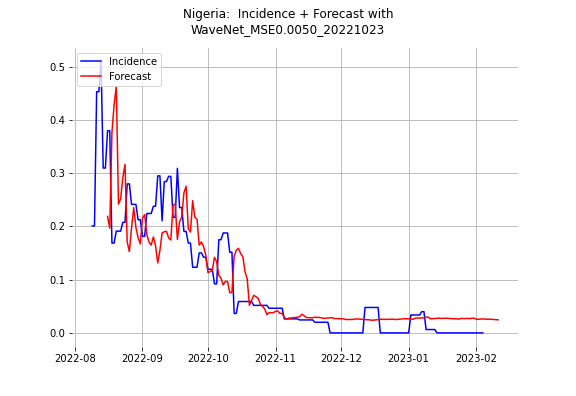 Nigeria:  Incidence + Forecast with
WaveNet_MSE0.0050_20221023
Incidence
Forecast
0.5
0.4
0.3
0.2
0.1
0.0
2022-08 2022-09 2022-10 2022-11 2022-12 2023-01 2023-02